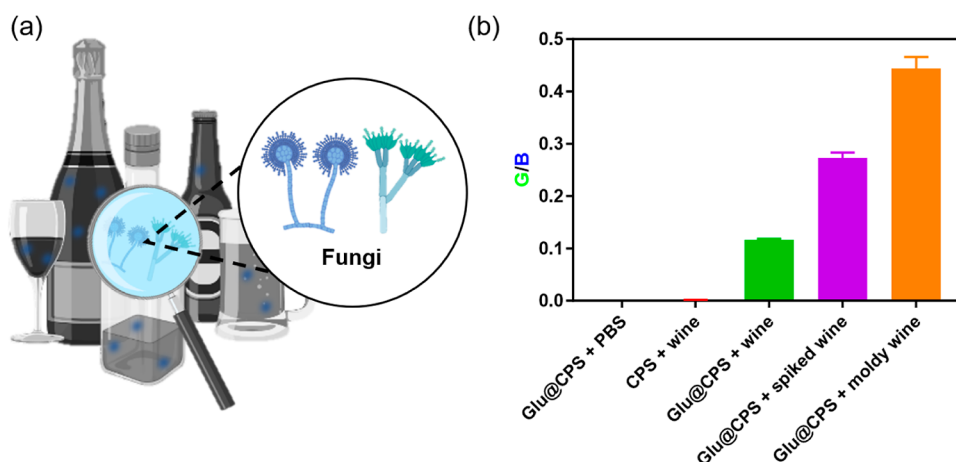 (a)
Fungi
(b)
G/B
0.5
0.4
0.3
0.2
0.1
0.0
Glu@CPS + PBS
CPS + wine
Glu@CPS + wine
Glu@CPS + spiked wine
Glu@CPS + moldy wine